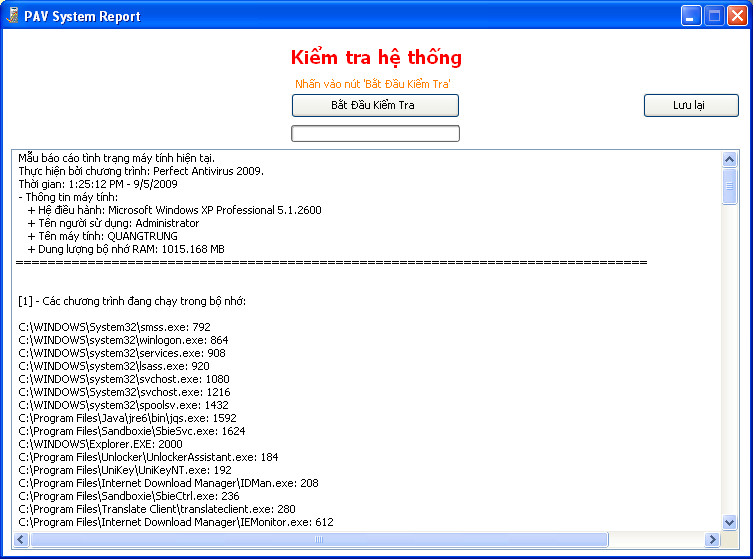 PAV System Report
Kiểm tra hệ thống
Nhấn vào nút 'Bắt Đầu Kiểm Tra'
Bắt Đầu Kiểm Tra
Lưu lại
Mẫu báo cáo tình trạng máy tính hiện tại.
Thực hiện bởi chương trình: Perfect Antivirus 2009.
Thời gian: 1:25:12 PM - 9/5/2009
- Thông tin máy tính:
+ Hệ điều hành: Microsoft Windows XP Professional 5.1.2600
+ Tên người sử dụng: Administrator
+ Tên máy tính: QUANGTRUNG
+ Dung lượng bộ nhớ RAM: 1015.168 MB
===============================================================================
[1] - Các chương trình đang chạy trong bộ nhớ:
C:\WINDOWS\System32\smss.exe: 792
C:\WINDOWS\system32\winlogon.exe: 864
C:\WINDOWS\system32\services.exe: 908
C:\WINDOWS\system32\lsass.exe: 920
C:\WINDOWS\system32\svchost.exe: 1080
C:\WINDOWS\System32\svchost.exe: 1216
C:\WINDOWS\system32\spoolsv.exe: 1432
C:\Program Files\Java\jre6\bin\jqs.exe: 1592
C:\Program Files\Sandboxie\SbieSvc.exe: 1624
C:\WINDOWS\Explorer.EXE: 2000
C:\Program Files\Unlocker\UnlockerAssistant.exe: 184
C:\Program Files\UniKey\UniKeyNT.exe: 192
C:\Program Files\Internet Download Manager\IDMan.exe: 208
C:\Program Files\Sandboxie\SbieCtrl.exe: 236
C:\Program Files\Translate Client\translateclient.exe: 280
C:\Program Files\Internet Download Manager\IEMonitor.exe: 612